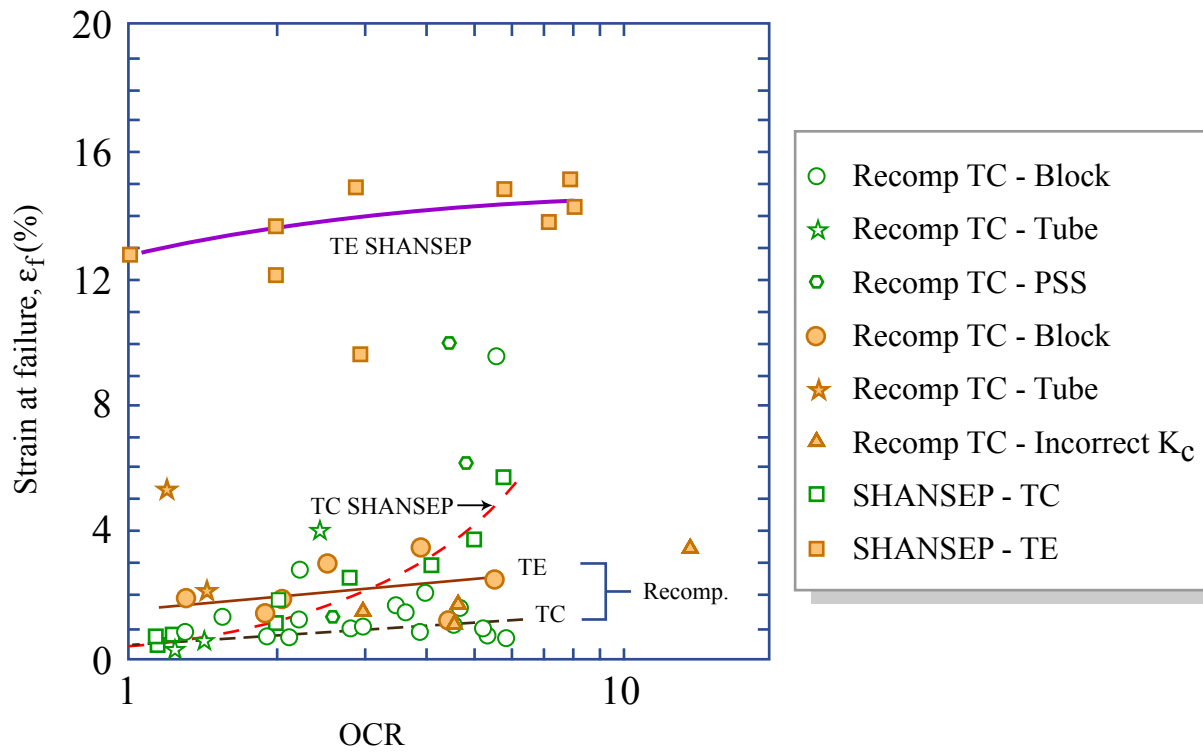 20
16
12
8
4
0
1
10
Strain at failure, εf(%)
OCR
TE SHANSEP
TC SHANSEP
TE
TC
Recomp.
Recomp TC - Block
Recomp TC - Tube
Recomp TC - PSS
Recomp TC - Block
Recomp TC - Tube
Recomp TC - Incorrect Kc
SHANSEP - TC
SHANSEP - TE